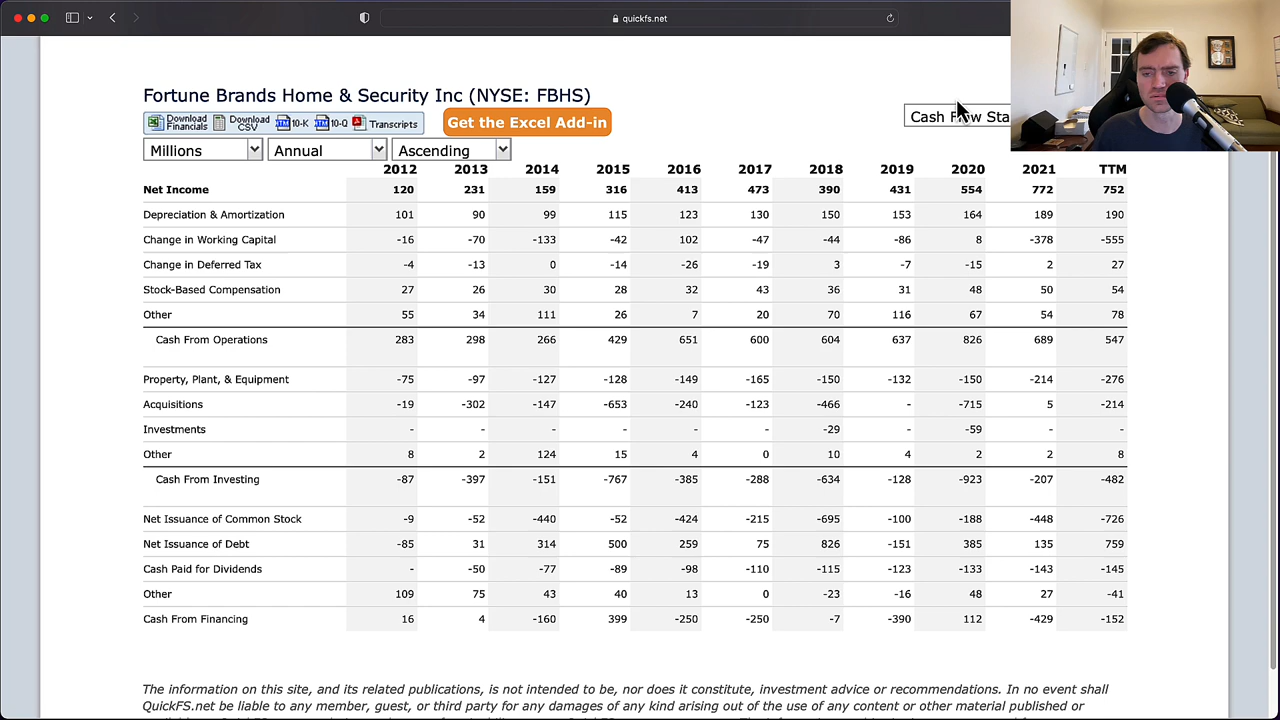 quickfs.net
Fortune Brands Home & Security Inc (NYSE: FBHS)
Download Financials Download CSV 10-K 10-Q Transcripts Get the Excel Add-in
Millions Annual Ascending
2012 2013 2014 2015 2016 2017 2018 2019 2020 2021 TTM
Net Income 120 231 159 316 413 473 390 431 554 772 752
Depreciation & Amortization 101 90 99 115 123 130 150 153 164 189 190
Change in Working Capital -16 -70 -133 -42 102 -47 -44 -86 8 -378 -555
Change in Deferred Tax -4 -13 0 -14 -26 -19 3 -7 -15 2 27
Stock-Based Compensation 27 26 30 28 32 43 36 31 48 50 54
Other 55 34 111 26 7 20 70 116 67 54 78
Cash From Operations 283 298 266 429 651 600 604 637 826 689 547
Property, Plant, & Equipment -75 -97 -127 -128 -149 -165 -150 -132 -150 -214 -276
Acquisitions -19 -302 -147 -653 -240 -123 -466 - -715 5 -214
Investments - - - - - - -29 - -59 - -
Other 8 2 124 15 4 0 10 4 2 2 8
Cash From Investing -87 -397 -151 -767 -385 -288 -634 -128 -923 -207 -482
Net Issuance of Common Stock -9 -52 -440 -52 -424 -215 -695 -100 -188 -448 -726
Net Issuance of Debt -85 31 314 500 259 75 826 -151 385 135 759
Cash Paid for Dividends - -50 -77 -89 -98 -110 -115 -123 -133 -143 -145
Other 109 75 43 40 13 0 -23 -16 48 27 -41
Cash From Financing 16 4 -160 399 -250 -250 -7 -390 112 -429 -152
The information on this site, and its related publications, is not intended to be, nor does it constitute, investment advice or recommendations. In no event shall
QuickFS.net be liable to any member, guest, or third party for any damages of any kind arising out of the use of any content or other material published or